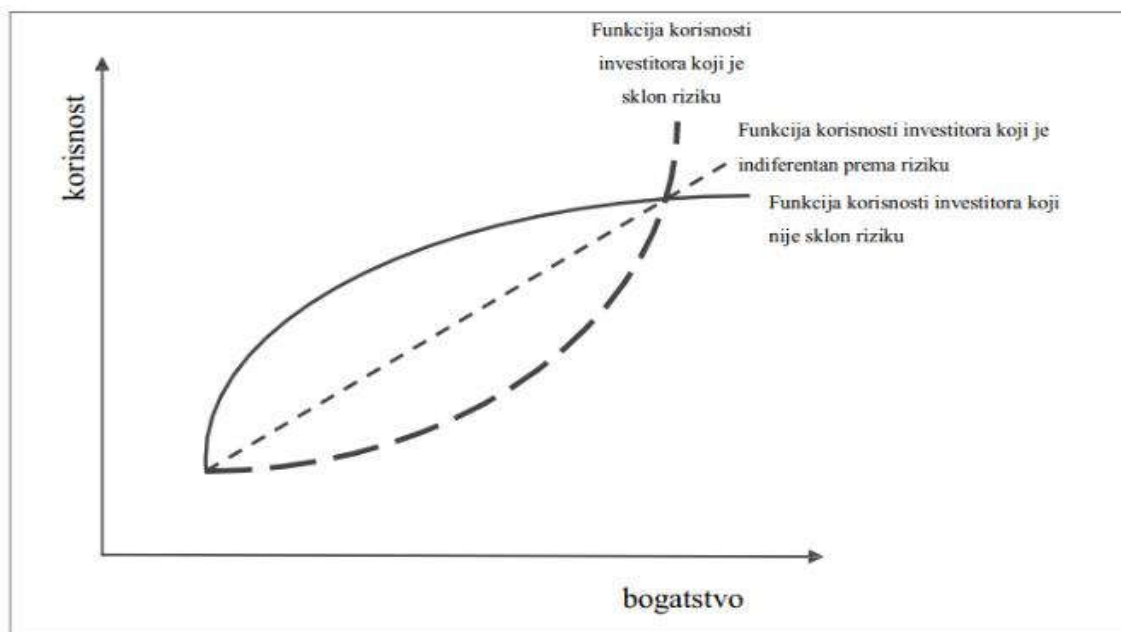 Funkcija korisnosti
investitora koji je
sklon riziku
korisnost
Funkcija korisnosti investitora koji je
indiferentan prema riziku
Funkcija korisnosti investitora koji
nije sklon riziku
bogatstvo